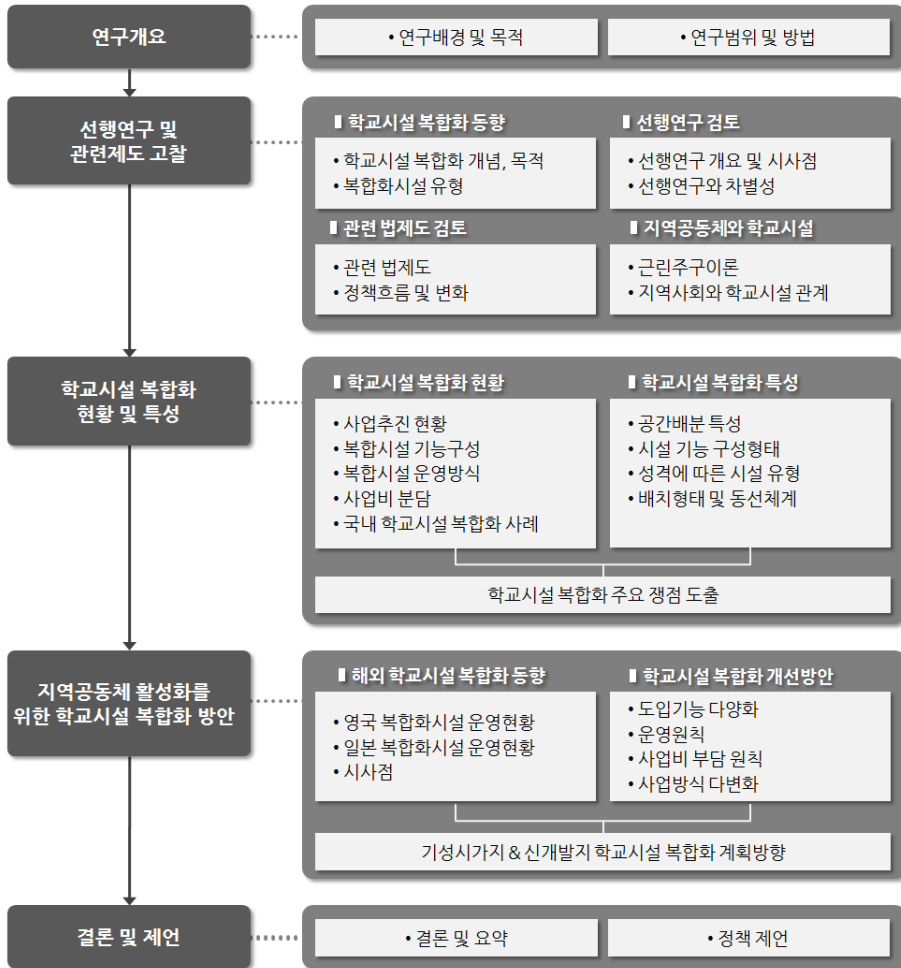 연구개요
• 연구배경 및 목적
• 연구범위 및 방법
선행연구 및
관련제도 고찰
▮ 학교시설 복합화 동향
• 학교시설 복합화 개념, 목적
• 복합화시설 유형
▮ 선행연구 검토
• 선행연구 개요 및 시사점
• 선행연구와 차별성
▮ 관련 법제도 검토
• 관련 법제도
• 정책흐름 및 변화
▮ 지역공동체와 학교시설
• 근린주구이론
• 지역사회와 학교시설 관계
학교시설 복합화
현황 및 특성
▮ 학교시설 복합화 현황
• 사업추진 현황
• 복합시설 기능구성
• 복합시설 운영방식
• 사업비 분담
• 국내 학교시설 복합화 사례
▮ 학교시설 복합화 특성
• 공간배분 특성
• 시설 기능 구성형태
• 성격에 따른 시설 유형
• 배치형태 및 동선체계
학교시설 복합화 주요 쟁점 도출
지역공동체 활성화를
위한 학교시설 복합화 방안
▮ 해외 학교시설 복합화 동향
• 영국 복합화시설 운영현황
• 일본 복합화시설 운영현황
• 시사점
▮ 학교시설 복합화 개선방안
• 도입기능 다양화
• 운영원칙
• 사업비 부담 원칙
• 사업방식 다변화
기성시가지 & 신개발지 학교시설 복합화 계획방향
결론 및 제언
• 결론 및 요약
• 정책 제언